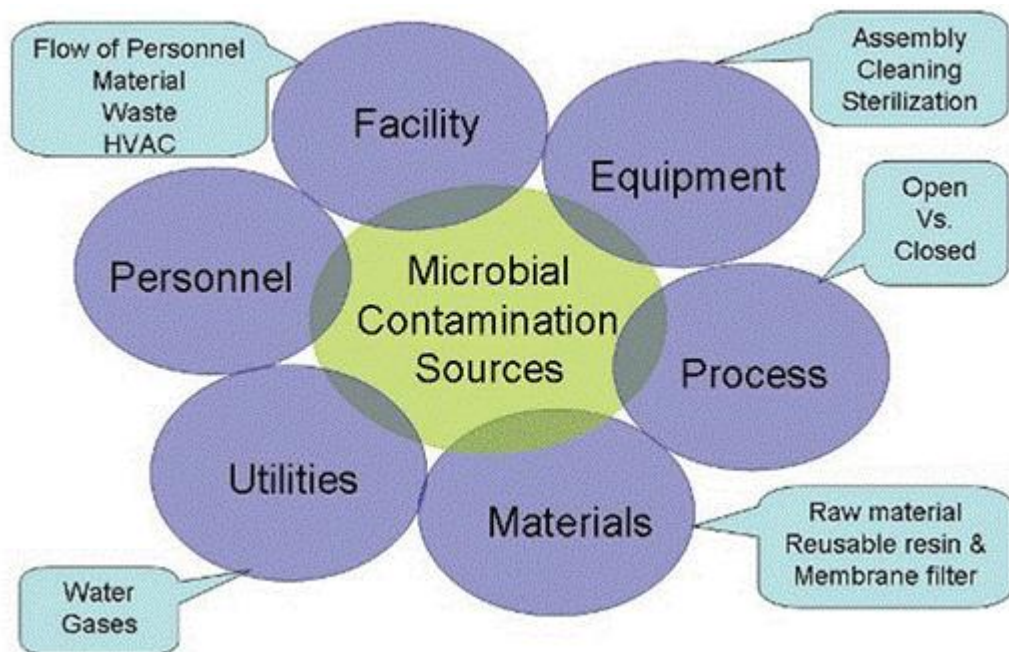 Flow of Personnel
Material
Waste
HVAC
Facility
Assembly
Cleaning
Sterilization
Equipment
Open
Vs.
Closed
Personnel
Microbial
Contamination
Sources
Process
Utilities
Materials
Raw material
Reusable resin &
Membrane filter
Water
Gases